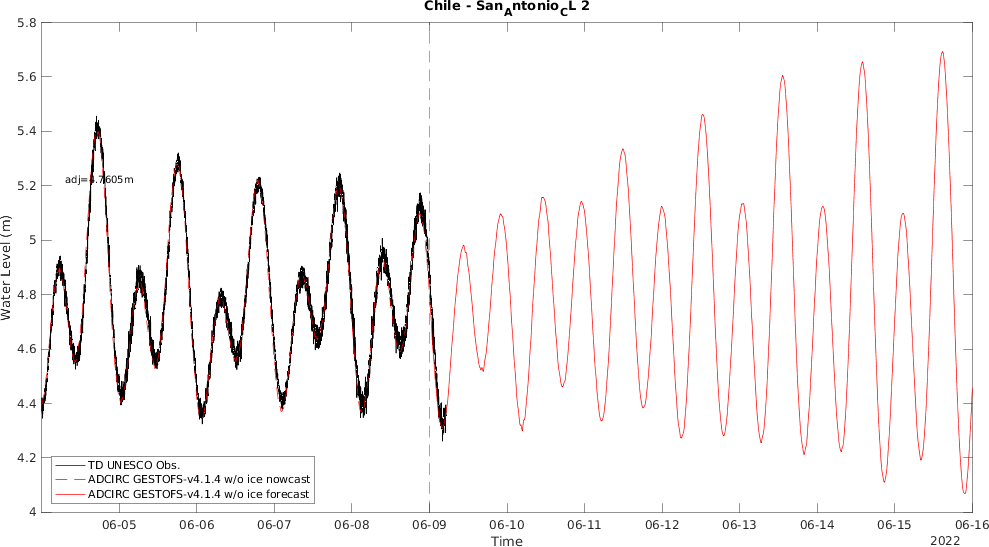 Chile - SanAntonioCL 2
5.8
5.6
5.4
5.2
5
4.8
4.6
4.4
4.2
4
Water Level (m)
adj=4.7605m
TD UNESCO Obs.
ADCIRC GESTOFS-v4.1.4 w/o ice nowcast
ADCIRC GESTOFS-v4.1.4 w/o ice forecast
06-05 06-06 06-07 06-08 06-09 06-10 06-11 06-12 06-13 06-14 06-15 06-16
Time
2022